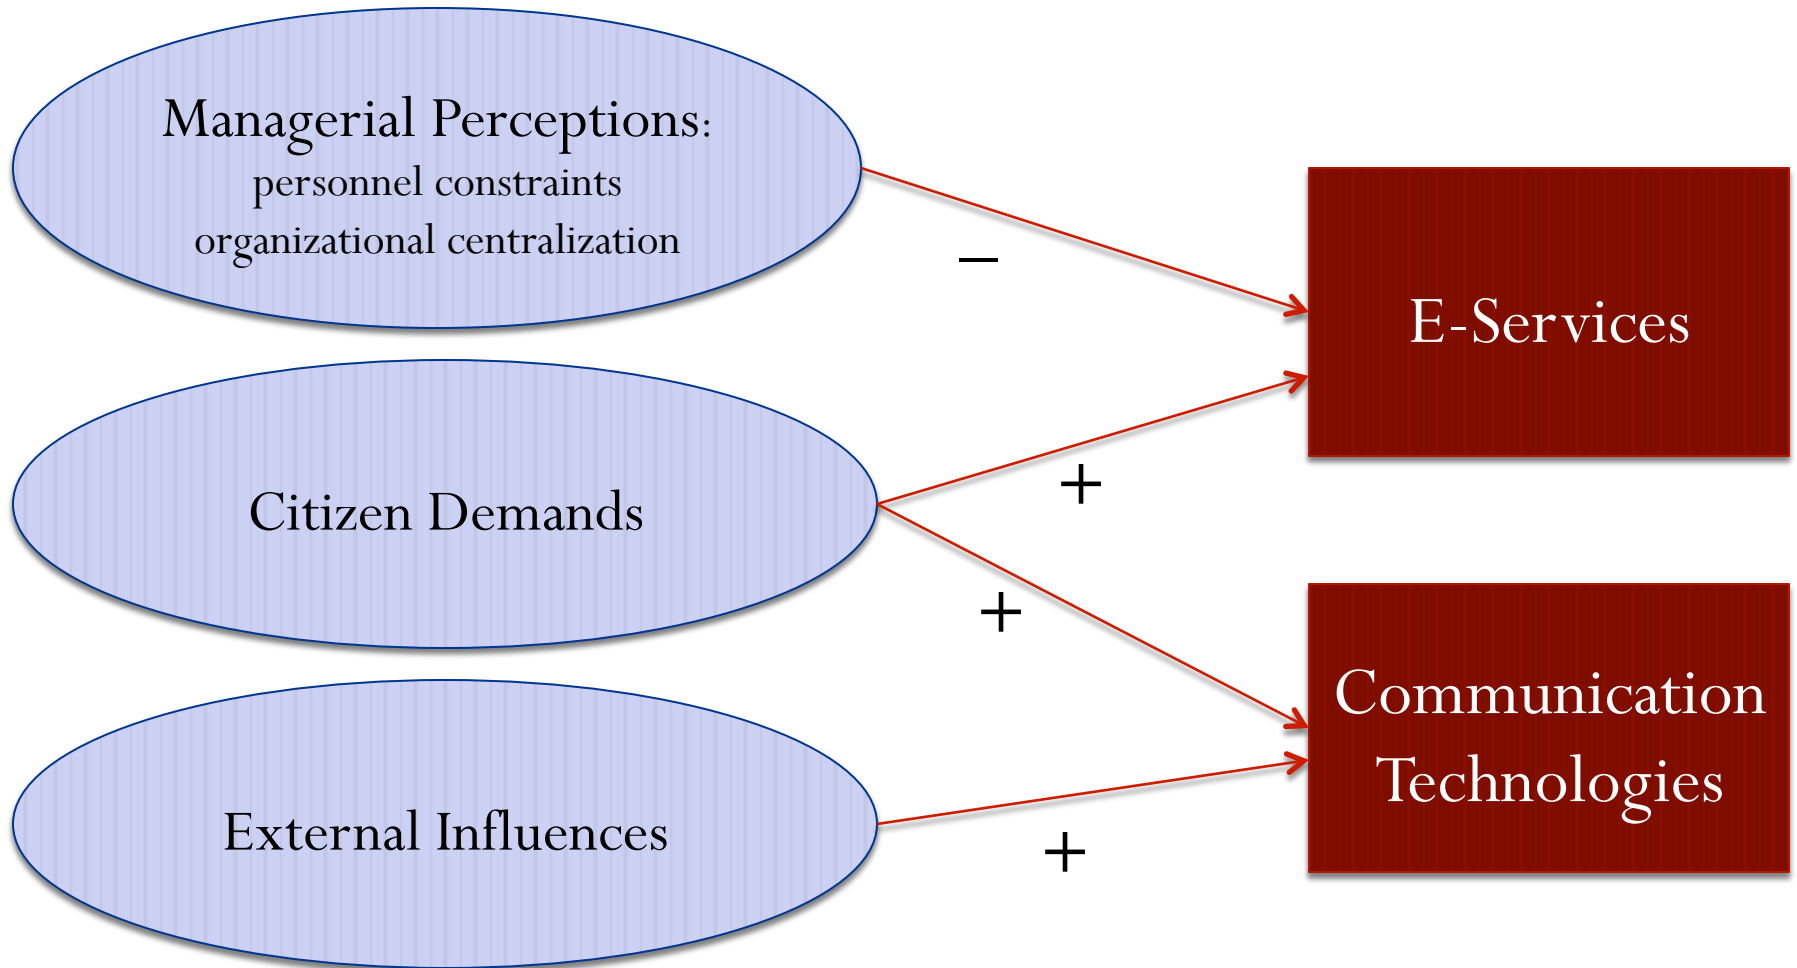 Managerial Perceptions:
personnel constraints
organizational centralization
–
E-Services
+
Citizen Demands
+
Communication
Technologies
External Influences
+